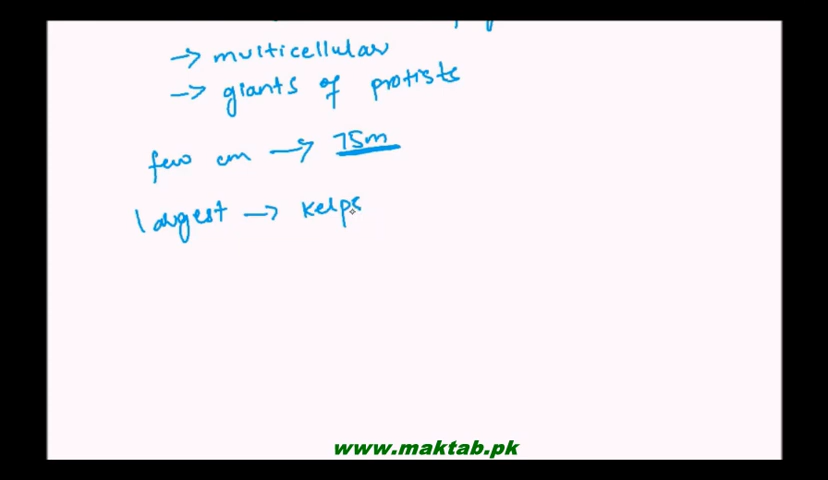 → multicellular
→ giants of protists
few cm → 75m
largest → Kelps
www.maktab.pk